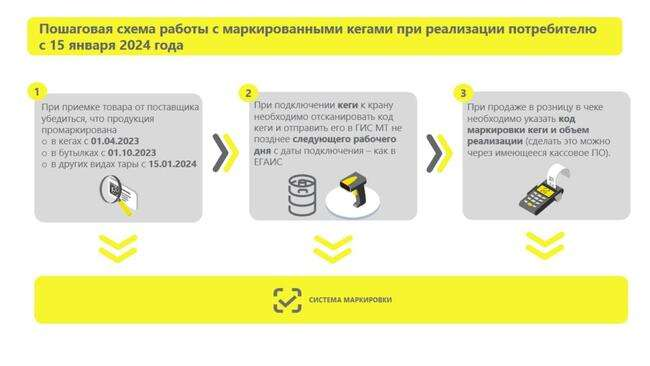 Пошаговая схема работы с маркированными кегами при реализации потребителю
с 15 января 2024 года
1
При приемке товара от поставщика
убедиться, что продукция
промаркирована
o в кегах с 01.04.2023
o в бутылках с 01.10.2023
o в других видах тары с 15.01.2024
2
При подключении кеги к крану
необходимо отсканировать код
кеги и отправить его в ГИС МТ не
позднее следующего рабочего
дня с даты подключения – как в
ЕГАИС
3
При продаже в розницу в чеке
необходимо указать код
маркировки кеги и объем
реализации (сделать это можно
через имеющееся кассовое ПО).
СИСТЕМА МАРКИРОВКИ